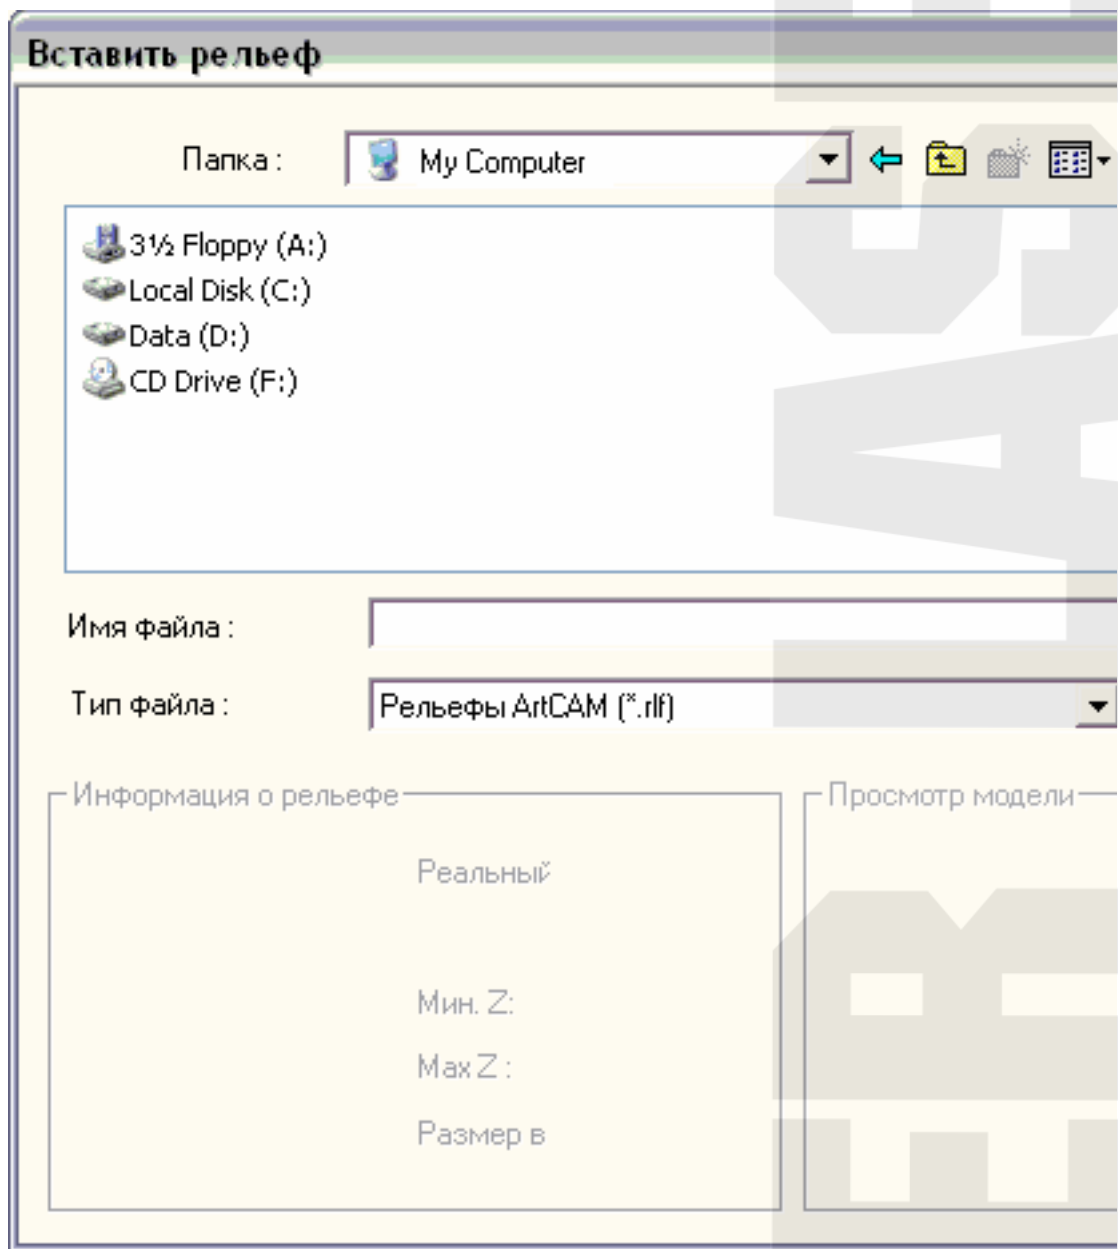 Вставить рельеф
Папка :
My Computer
3½ Floppy (A:)
Local Disk (C:)
Data (D:)
CD Drive (F:)
Имя файла :
Тип файла :
Рельефы ArtCAM (*.rlf)
Информация о рельефе
Просмотр модели
Реальный
Мин. Z:
Max Z :
Размер в